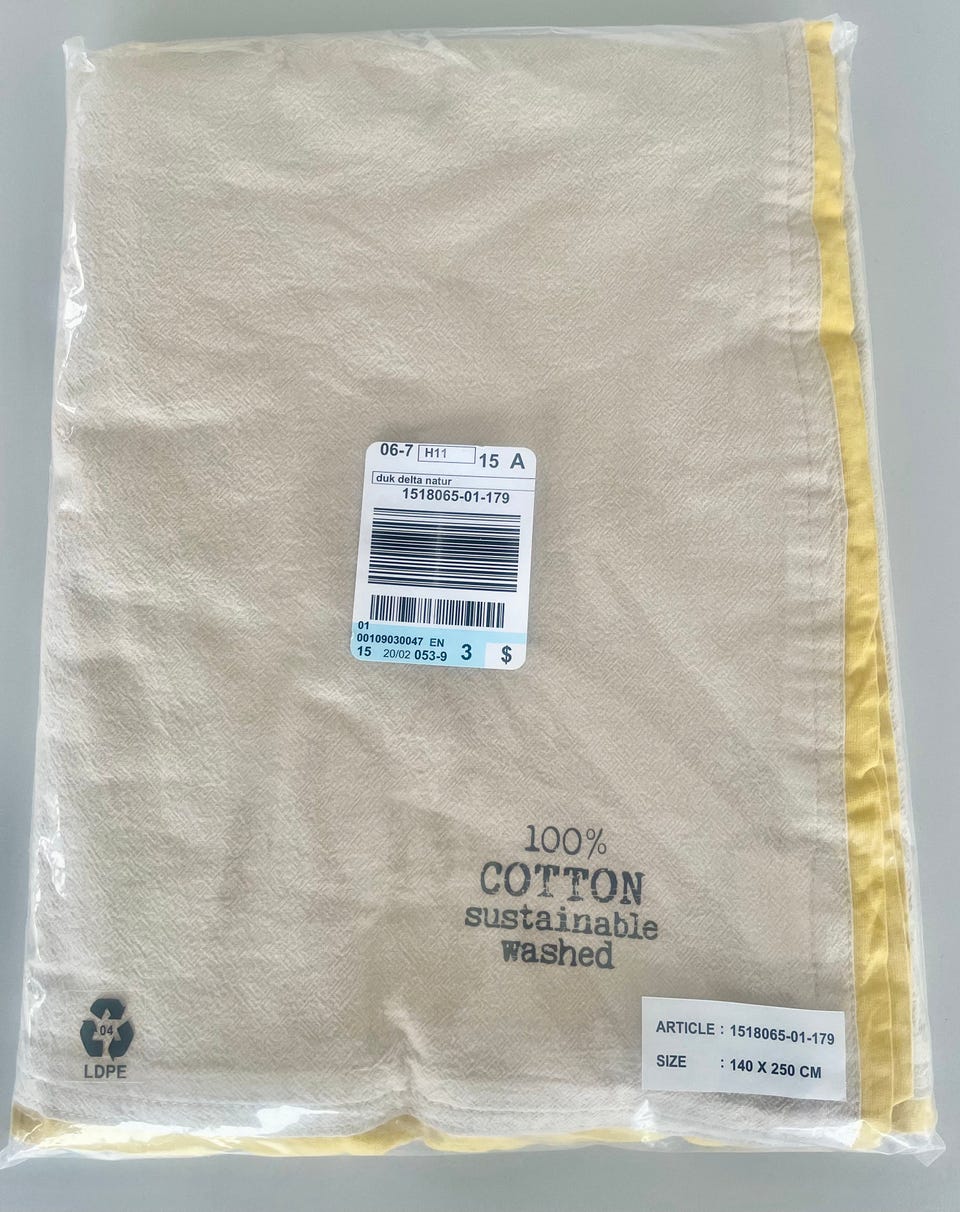 06-7 H11 15 A
duk delta natur
1518065-01-179
01
00109030047 EN
15 20/02 053-9 3 $
100%
COTTON
sustainable
washed
04
LDPE
ARTICLE : 1518065-01-179
SIZE : 140 X 250 CM